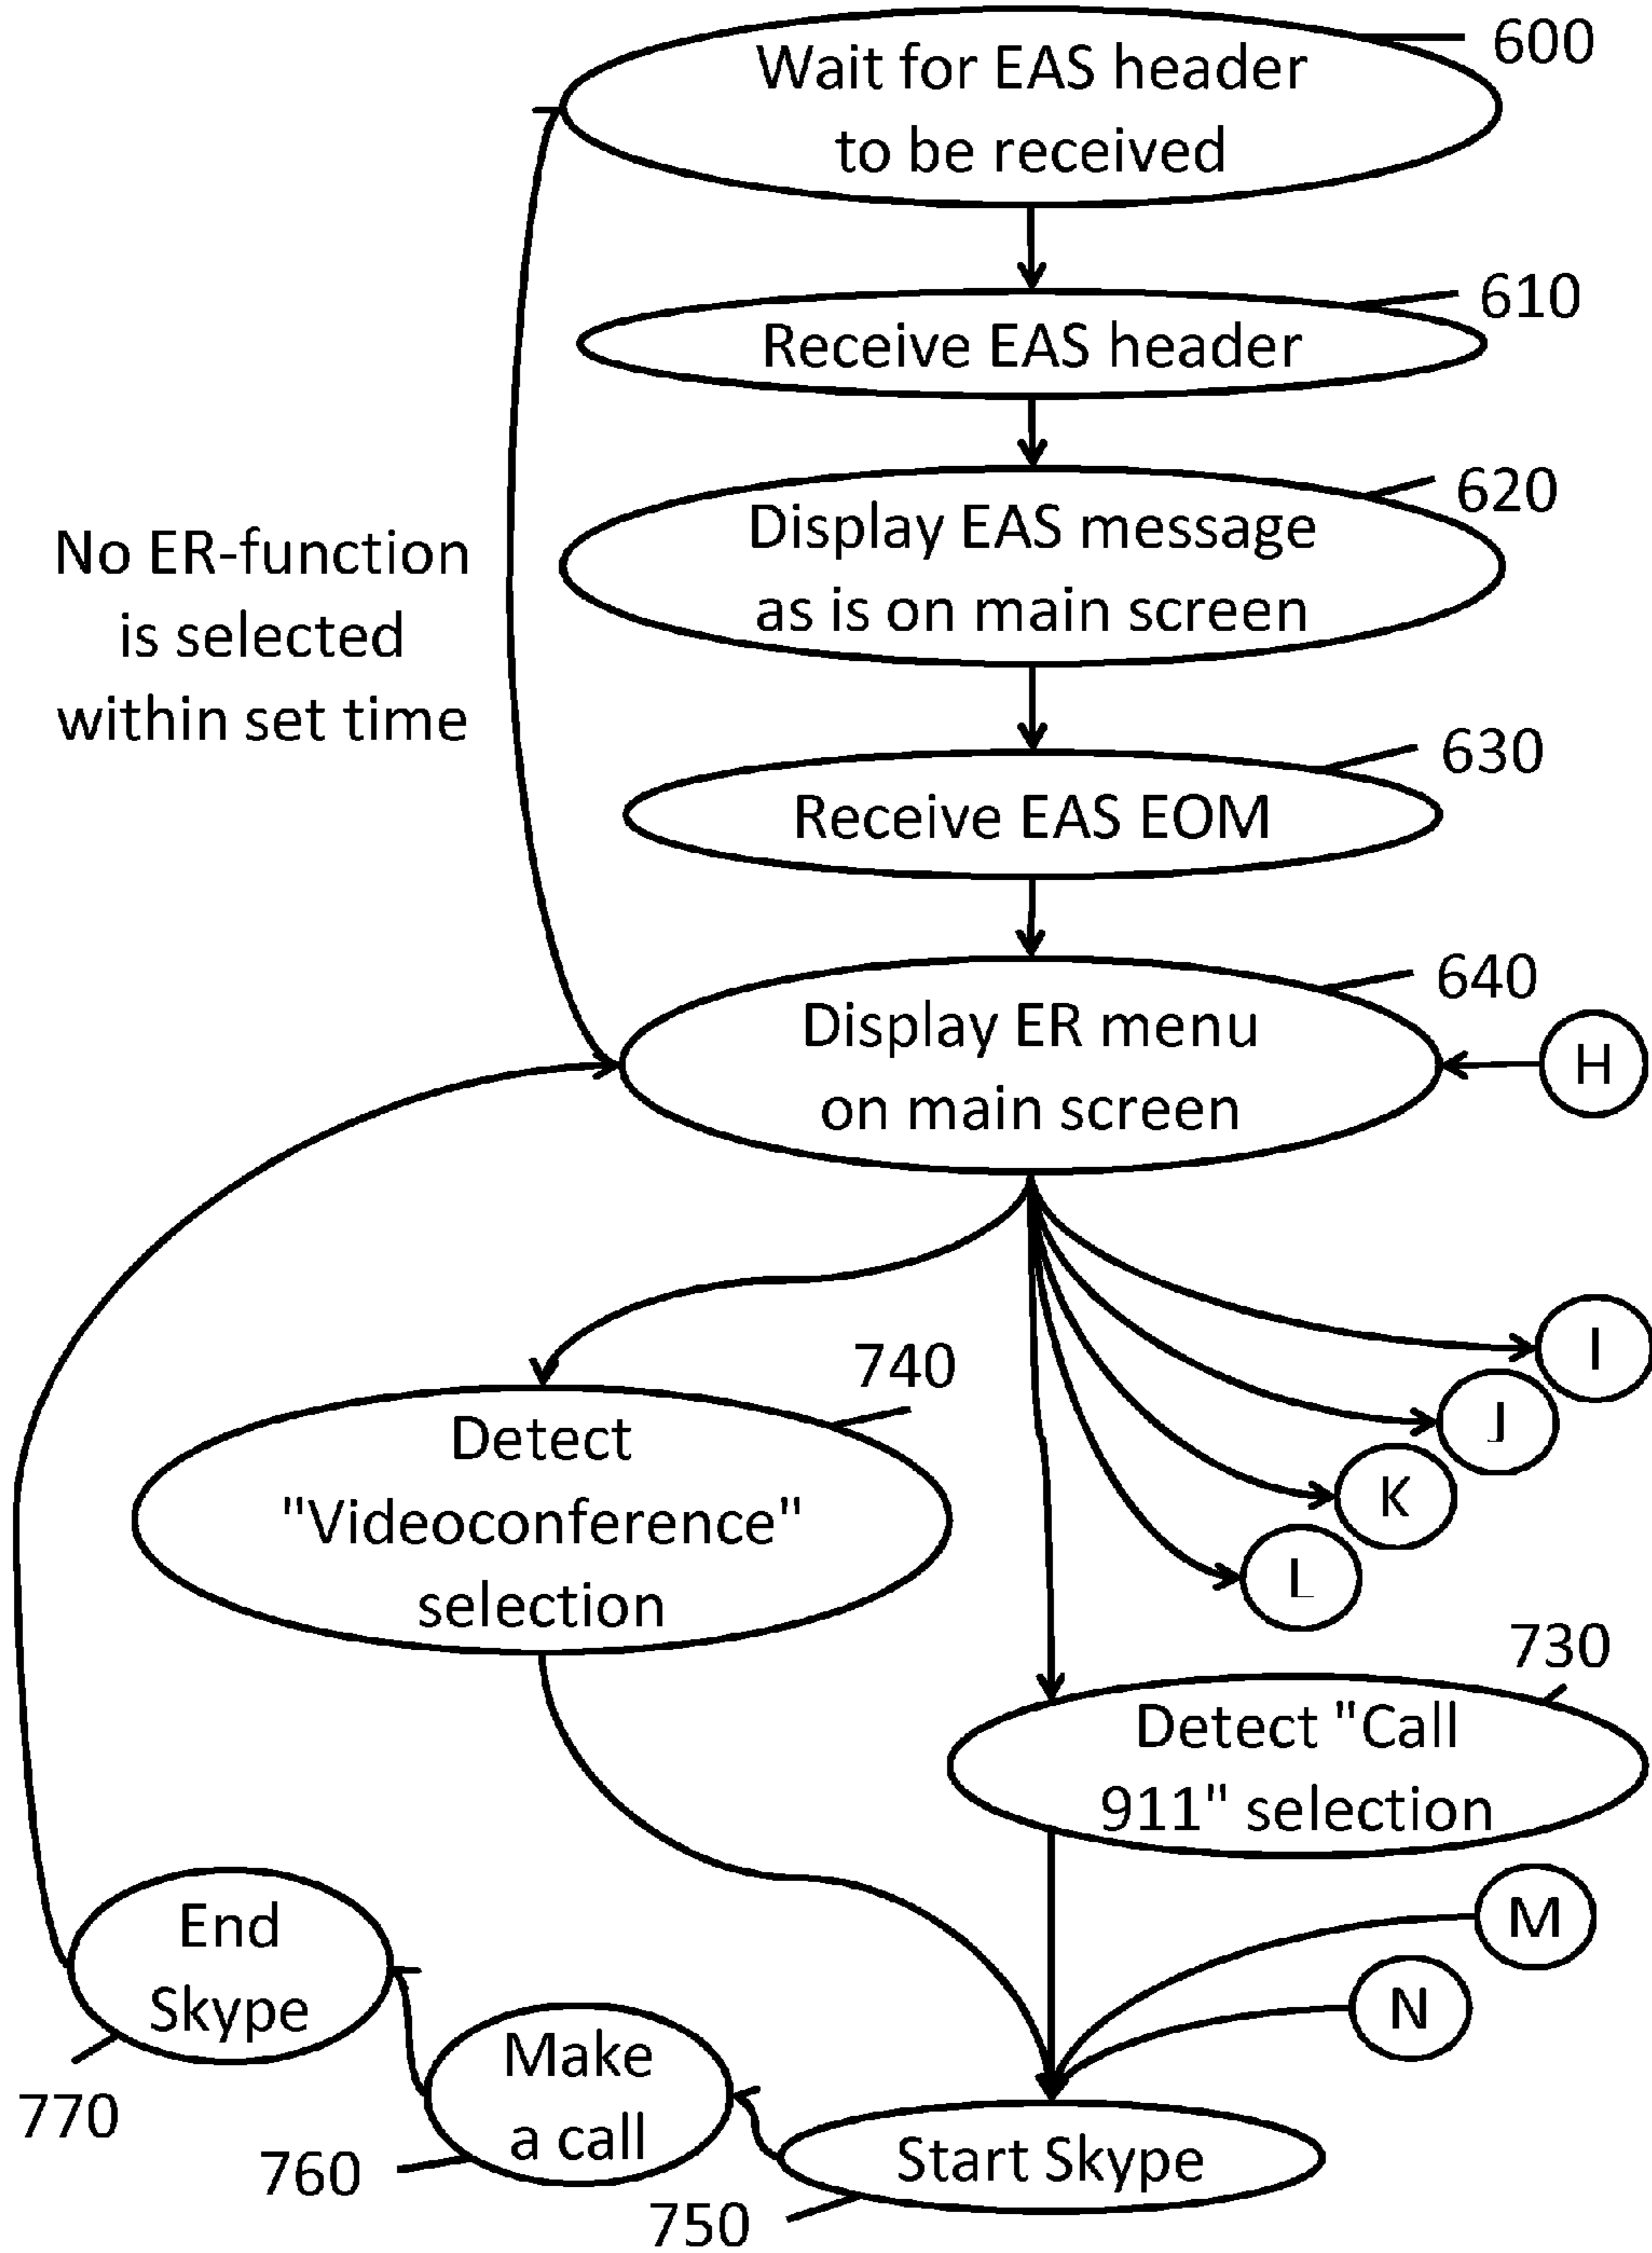 600
Wait for EAS header
to be received
610
Receive EAS header
620
Display EAS message
as is on main screen
No ER-function
is selected
within set time
630
Receive EAS EOM
640
Display ER menu
on main screen
H
I
J
K
L
740
Detect
"Videoconference"
selection
730
Detect "Call
911" selection
M
N
End
Skype
770
Make
a call
760
Start Skype
750